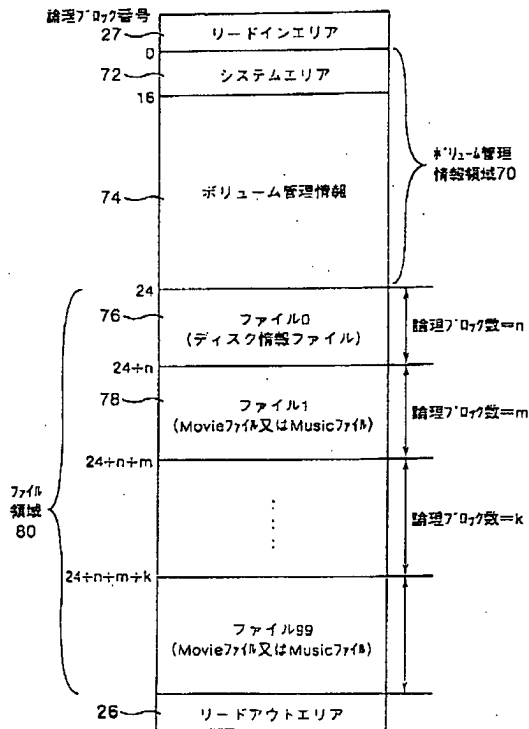 論理ブロック番号
27
リードインエリア
0
72
システムエリア
16
74
ボリューム管理情報
ボリューム管理
情報領域70
24
76
ファイル0
(ディスク情報ファイル)
論理ブロック数=n
24+n
78
ファイル1
(Movieファイル又はMusicファイル)
論理ブロック数=m
24+n+m
ファイル
領域
80
論理ブロック数=k
24+n+m+k
ファイル99
(Movieファイル又はMusicファイル)
26
リードアウトエリア